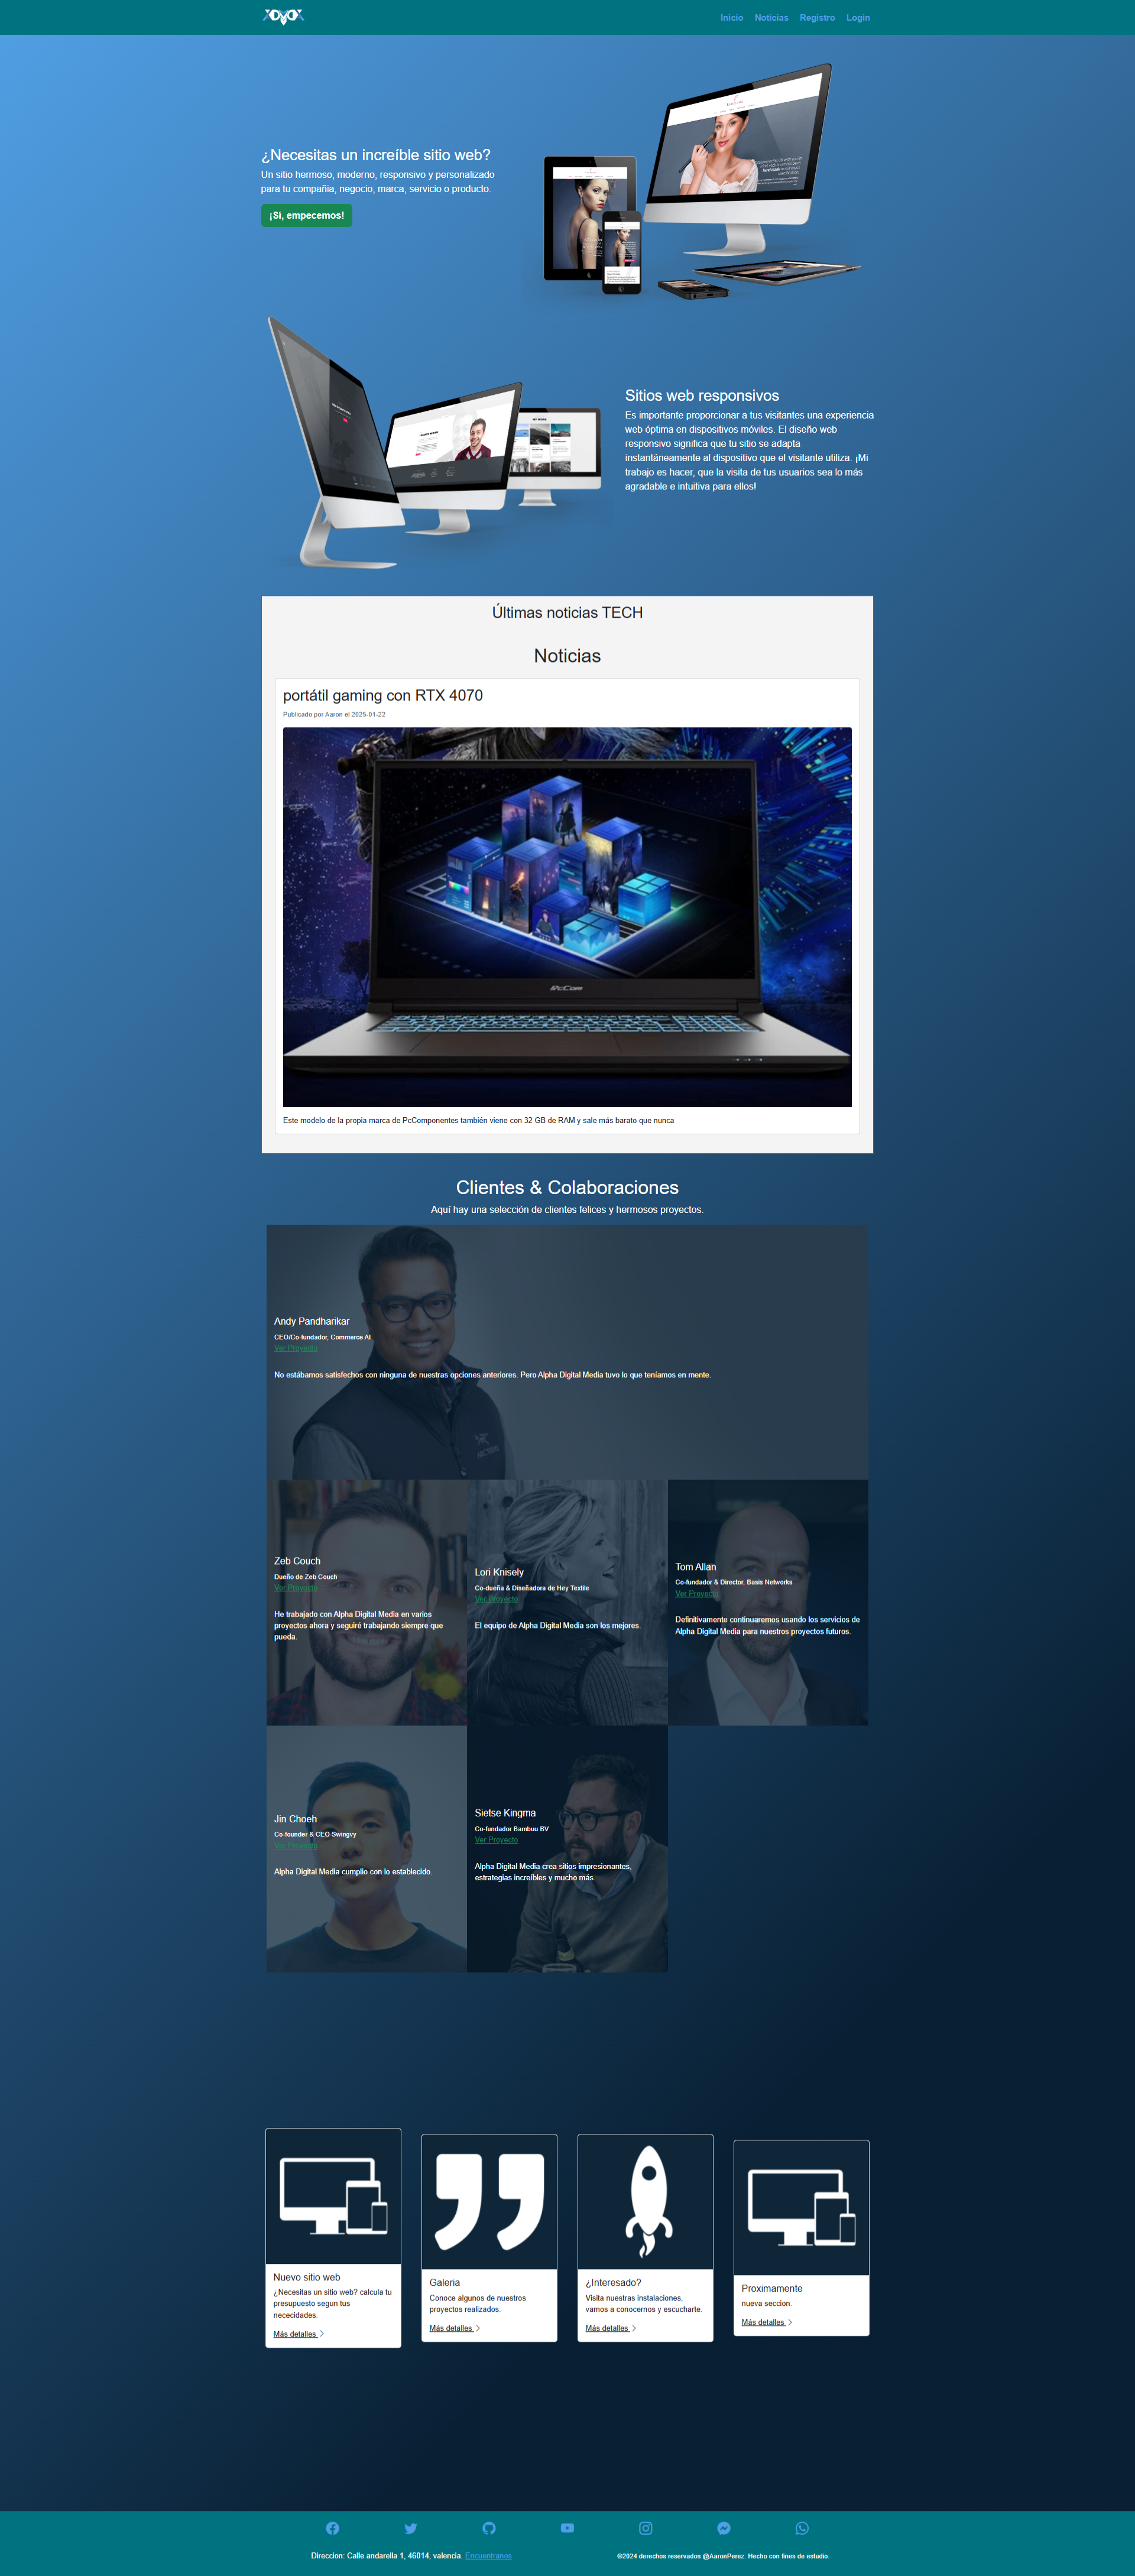 Inicio Noticias Registro Login
¿Necesitas un increíble sitio web?
Un sitio hermoso, moderno, responsivo y personalizado
para tu compañia, negocio, marca, servicio o producto.
¡Sí, empecemos!
Sitios web responsivos
Es importante proporcionar a tus visitantes una experiencia
web óptima en dispositivos móviles. El diseño web
responsivo significa que tu sitio se adapta
instantáneamente al dispositivo que el visitante utiliza. ¡Mi
trabajo es hacer, que la visita de tus usuarios sea lo más
agradable e intuitiva para ellos!
Últimas noticias TECH
Noticias
portátil gaming con RTX 4070
Publicado por Aaron el 2025-01-22
PcCom
Este modelo de la propia marca de PcComponentes también viene con 32 GB de RAM y sale más barato que nunca
Clientes & Colaboraciones
Aquí hay una selección de clientes felices y hermosos proyectos.
Andy Pandharikar
CEO/Co-fundador, Commerce AI
Ver Proyecto
No estábamos satisfechos con ninguna de nuestras opciones anteriores. Pero Alpha Digital Media tuvo lo que teníamos en mente.
Zeb Couch
Dueño de Zeb Couch
Ver Proyecto
He trabajado con Alpha Digital Media en varios
proyectos ahora y seguiré trabajando siempre que
pueda.
Lori Knisely
Co-dueña & Diseñadora de Hey Textile
Ver Proyecto
El equipo de Alpha Digital Media son los mejores.
Tom Allan
Co-fundador & Director, Basis Networks
Ver Proyecto
Definitivamente continuaremos usando los servicios de
Alpha Digital Media para nuestros proyectos futuros.
Jin Choeh
Co-founder & CEO Swingvy
Ver Proyecto
Alpha Digital Media cumplio con lo establecido.
Sietse Kingma
Co-fundador Bambuu BV
Ver Proyecto
Alpha Digital Media crea sitios impresionantes,
estrategias increíbles y mucho más.
Nuevo sitio web
¿Necesitas un sitio web? calcula tu
presupuesto segun tus
nececidades.
Más detalles
Galeria
Conoce algunos de nuestros
proyectos realizados.
Más detalles
¿Interesado?
Visita nuestras instalaciones,
vamos a conocernos y escucharte.
Más detalles
Proximamente
nueva seccion.
Más detalles
Direccion: Calle andarella 1, 46014, valencia. Encuentranos
©2024 derechos reservados @AaronPerez. Hecho con fines de estudio.